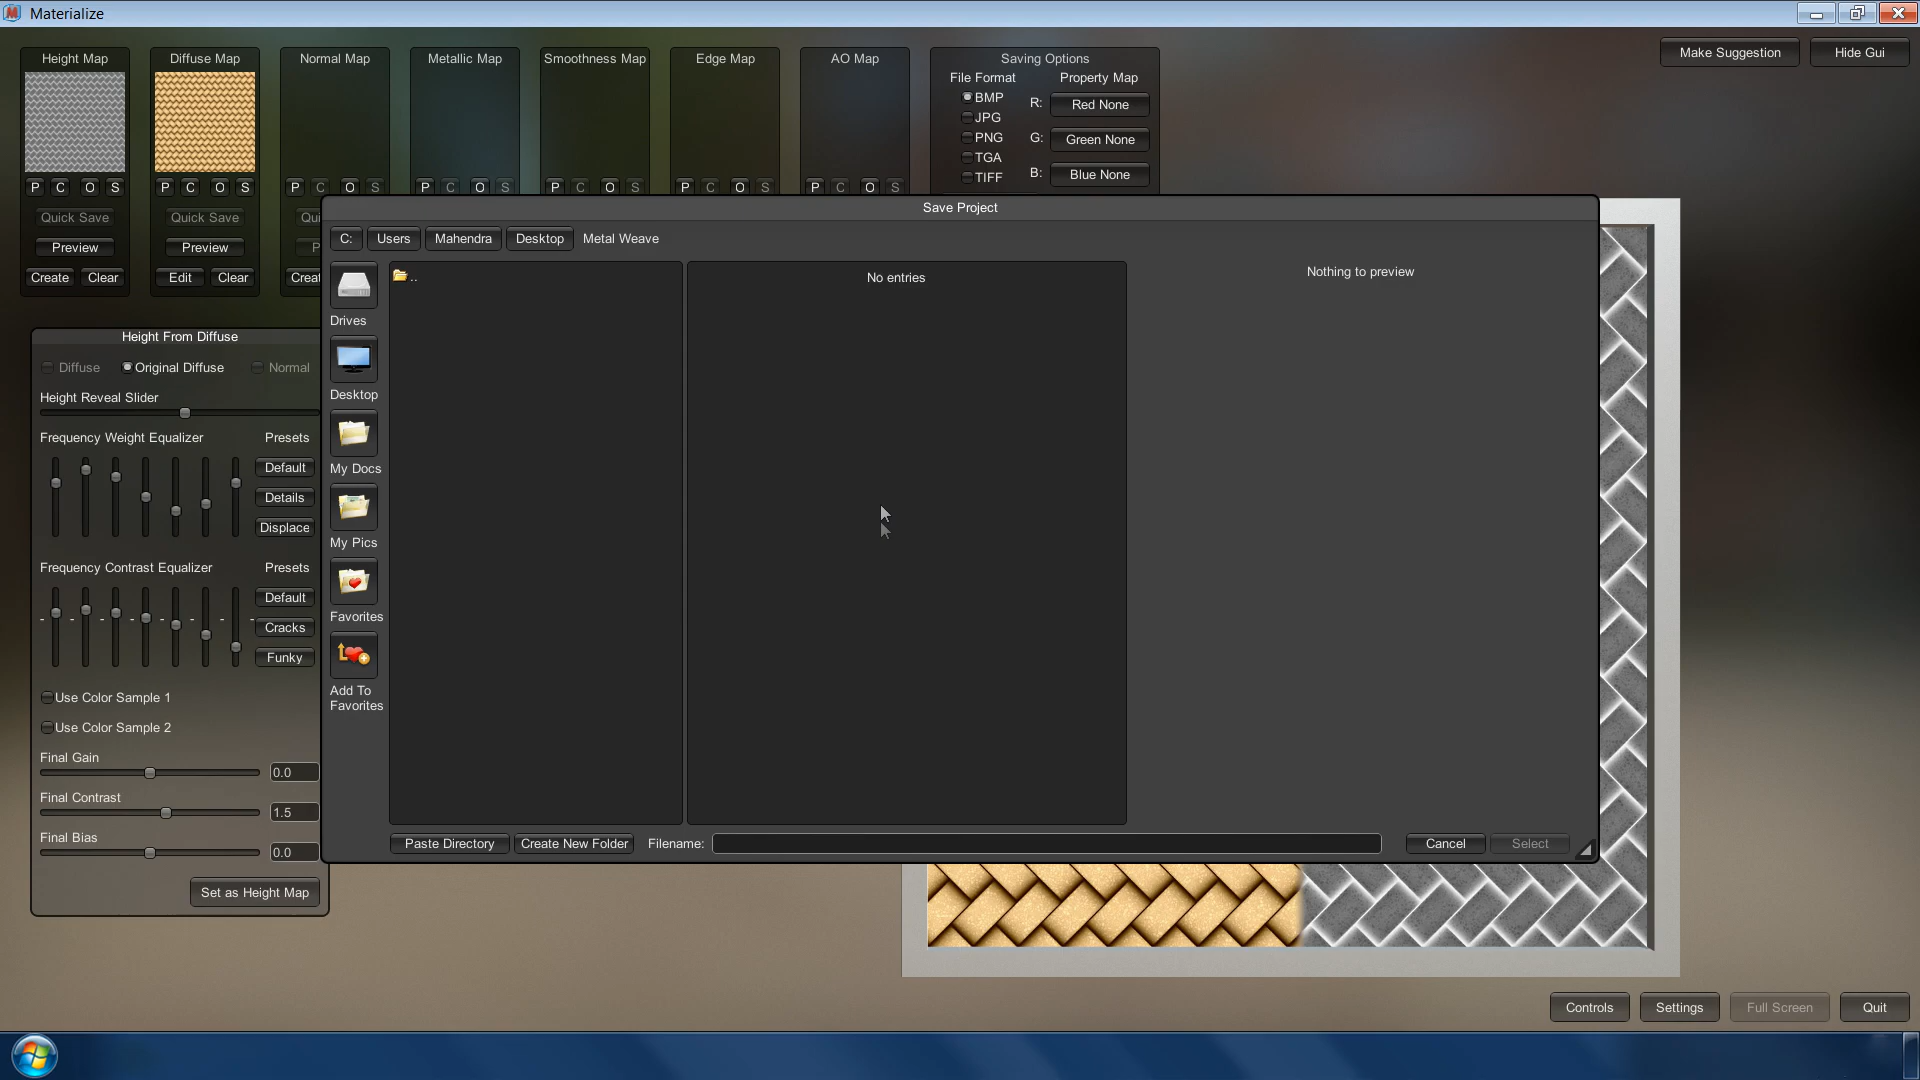 Materialize
Height Map
Diffuse Map
Normal Map
Metallic Map
Smoothness Map
Edge Map
AO Map
Saving Options
Make Suggestion
Hide Gui
File Format
Property Map
BMP
R:
Red None
JPG
PNG
G:
Green None
TGA
B:
Blue None
TIFF
P C O S
P C O S
P C O S
P C O S
P C O S
P C O S
P C O S
Quick Save
Quick Save
Qui
Preview
Preview
P
Create
Clear
Edit
Clear
Creat
Save Project
C:
Users
Mahendra
Desktop
Metal Weave
..
No entries
Nothing to preview
Drives
Desktop
My Docs
My Pics
Favorites
Add To
Favorites
Paste Directory
Create New Folder
Filename:
Cancel
Select
Height From Diffuse
Diffuse
Original Diffuse
Normal
Height Reveal Slider
Frequency Weight Equalizer
Presets
Default
Details
Displace
Frequency Contrast Equalizer
Presets
Default
Cracks
Funky
Use Color Sample 1
Use Color Sample 2
Final Gain
0.0
Final Contrast
1.5
Final Bias
0.0
Set as Height Map
Controls
Settings
Full Screen
Quit